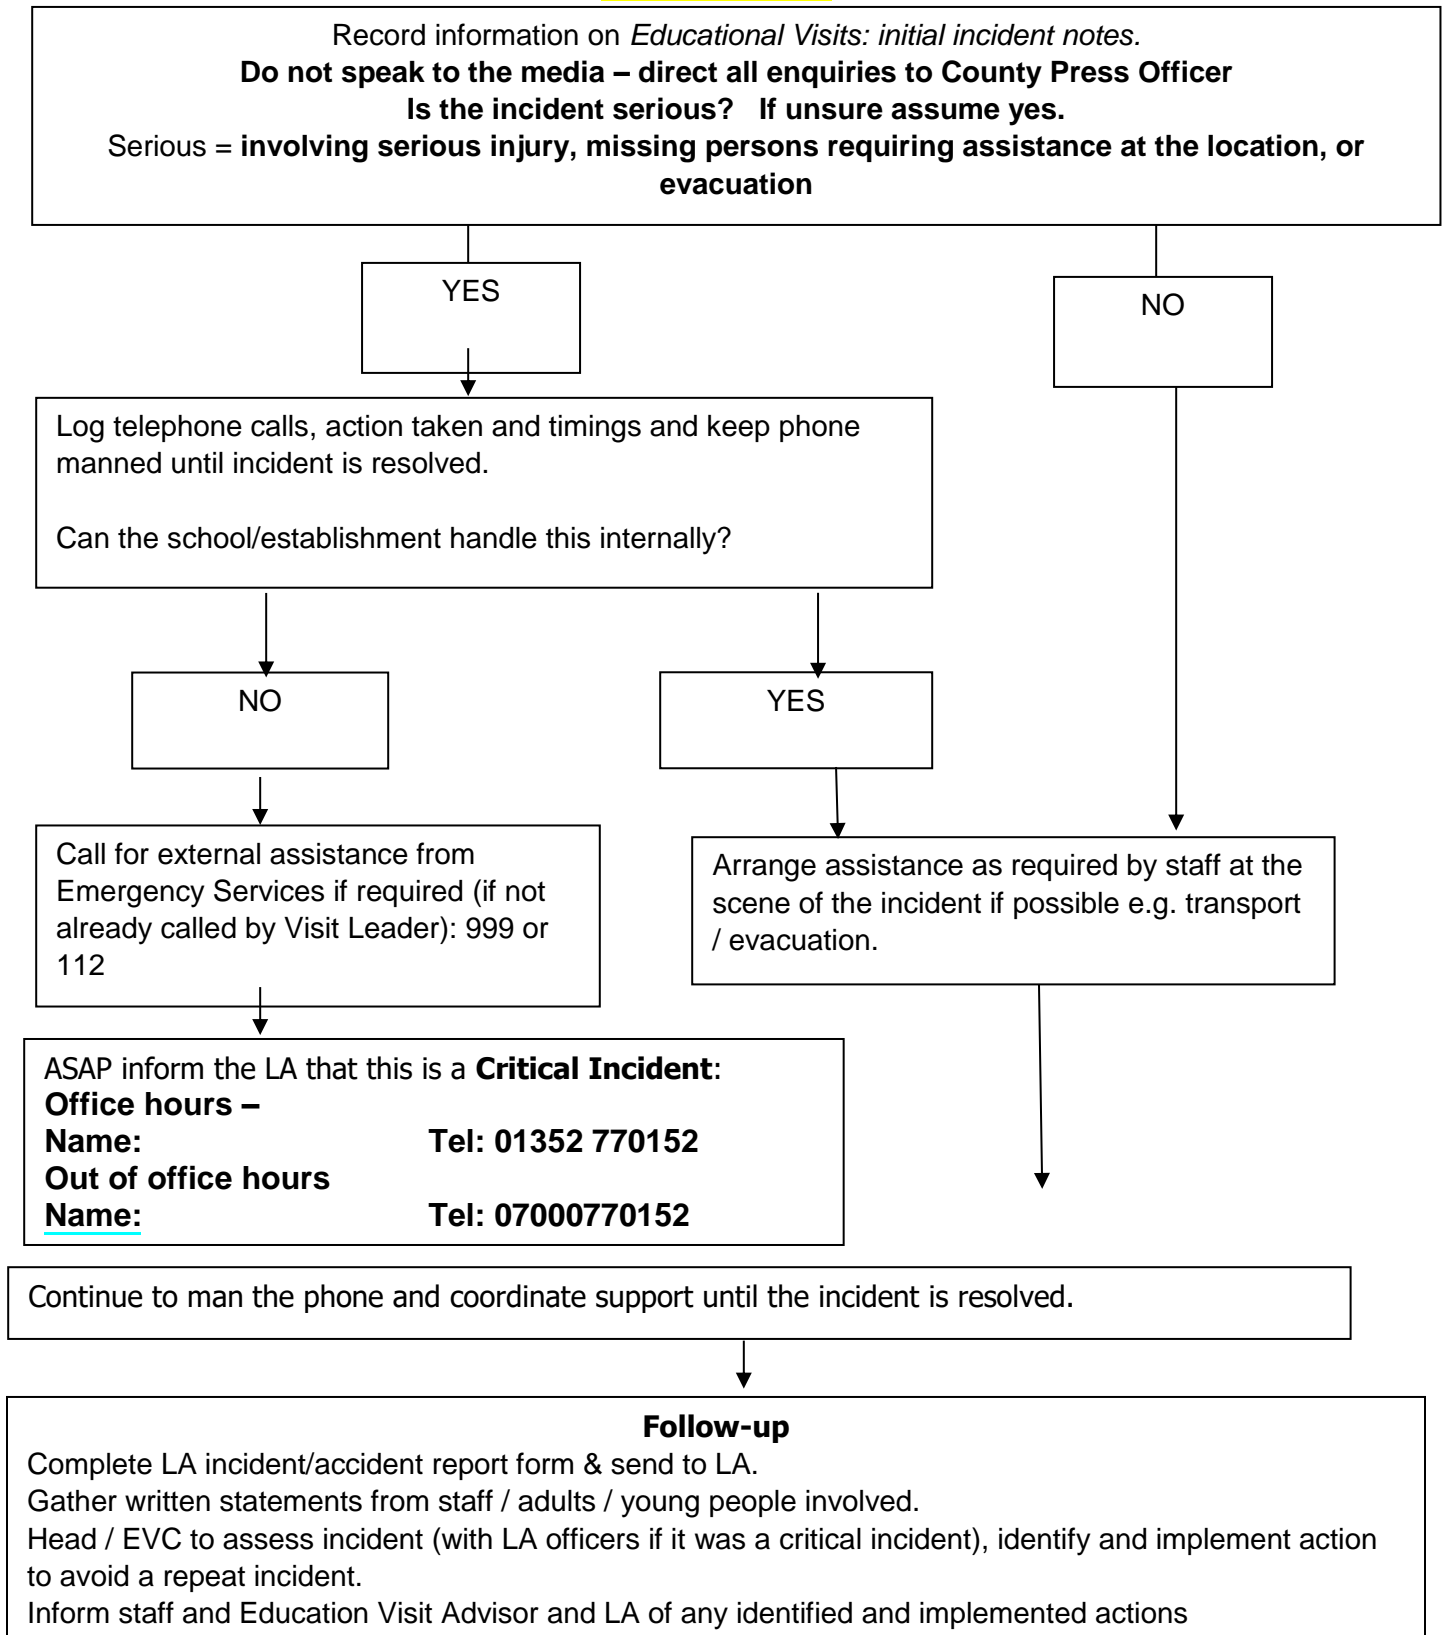 Record information on Educational Visits: initial incident notes.
Do not speak to the media – direct all enquiries to County Press Officer
Is the incident serious? If unsure assume yes.
Serious = involving serious injury, missing persons requiring assistance at the location, or
evacuation
YES
NO
Log telephone calls, action taken and timings and keep phone
manned until incident is resolved.
Can the school/establishment handle this internally?
NO
YES
Call for external assistance from
Emergency Services if required (if not
already called by Visit Leader): 999 or
112
Arrange assistance as required by staff at the
scene of the incident if possible e.g. transport
/ evacuation.
ASAP inform the LA that this is a Critical Incident:
Office hours –
Name: Tel: 01352 770152
Out of office hours
Name: Tel: 07000770152
Continue to man the phone and coordinate support until the incident is resolved.
Follow-up
Complete LA incident/accident report form & send to LA.
Gather written statements from staff / adults / young people involved.
Head / EVC to assess incident (with LA officers if it was a critical incident), identify and implement action
to avoid a repeat incident.
Inform staff and Education Visit Advisor and LA of any identified and implemented actions